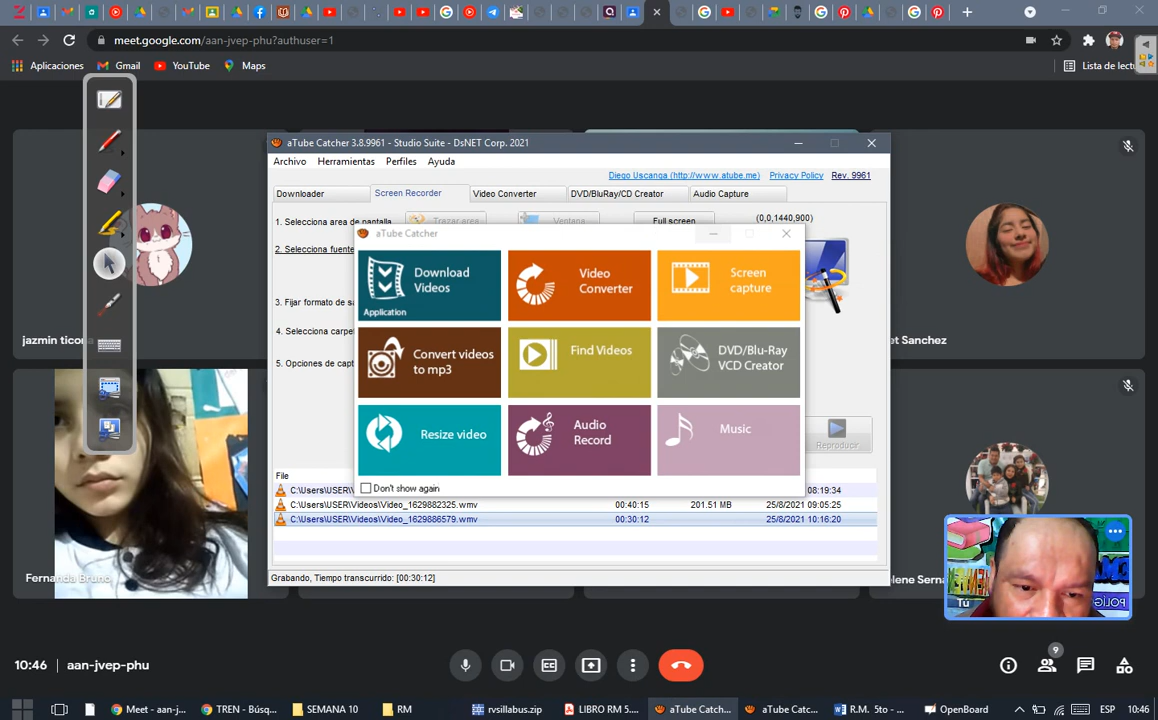 meet.google.com/aan-jvep-phu?authuser=1
Aplicaciones
Gmail
YouTube
Maps
Lista de lectu
aTube Catcher 3.8.9961 - Studio Suite - DsNET Corp. 2021
Archivo
Herramientas
Perfiles
Ayuda
Diego Uscanga (http://www.atube.me)
Privacy Policy
Rev. 9961
Downloader
Screen Recorder
Video Converter
DVD/BluRay/CD Creator
Audio Capture
1. Selecciona area de pantalla
Trazar area
Ventana
Full screen
(0,0,1440,900)
2. Selecciona fuente
3. Fijar formato de sa
4. Selecciona carpet
5. Opciones de capt
aTube Catcher
Download
Videos
Application
Video
Converter
Screen
capture
Convert videos
to mp3
Find Videos
DVD/Blu-Ray
VCD Creator
Resize video
Audio
Record
Music
Don't show again
Reproducir
File
C:\Users\USER\V
08:19:34
C:\Users\USER\Videos\Video_1629882325.wmv
00:40:15
201.51 MB
25/8/2021 09:05:25
C:\Users\USER\Videos\Video_1629886579.wmv
00:30:12
25/8/2021 10:16:20
Grabando, Tiempo transcurrido: [00:30:12]
jazmin ticona
et Sanchez
Fernanda Bruno
elene Serna
Tú
10:46
aan-jvep-phu
9
Meet - aan-j...
TREN - Búsq...
SEMANA 10
RM
rvsillabus.zip
LIBRO RM 5....
aTube Catch...
aTube Catc...
R.M. 5to - ...
OpenBoard
ESP
10:46